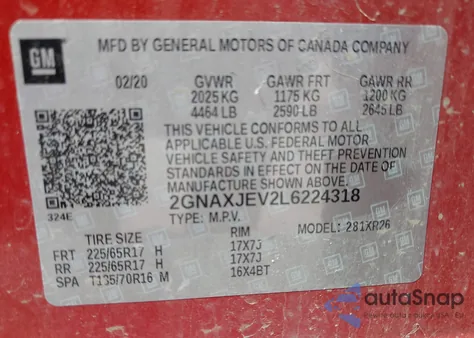 GM MFD BY GENERAL MOTORS OF CANADA COMPANY
02/20 GVWR GAWR FRT GAWR RR
2025 KG 1175 KG 1200 KG
4464 LB 2590 LB 2645 LB
THIS VEHICLE CONFORMS TO ALL
APPLICABLE U.S. FEDERAL MOTOR
VEHICLE SAFETY AND THEFT PREVENTION
STANDARDS IN EFFECT ON THE DATE OF
MANUFACTURE SHOWN ABOVE.
324E 2GNAXJEV2L6224318
TYPE: M.P.V. MODEL: 281XR26
TIRE SIZE RIM
FRT 225/65R17 H 17X7J
RR 225/65R17 H 17X7J
SPA T135/70R16 M 16X4BT
autoSnap